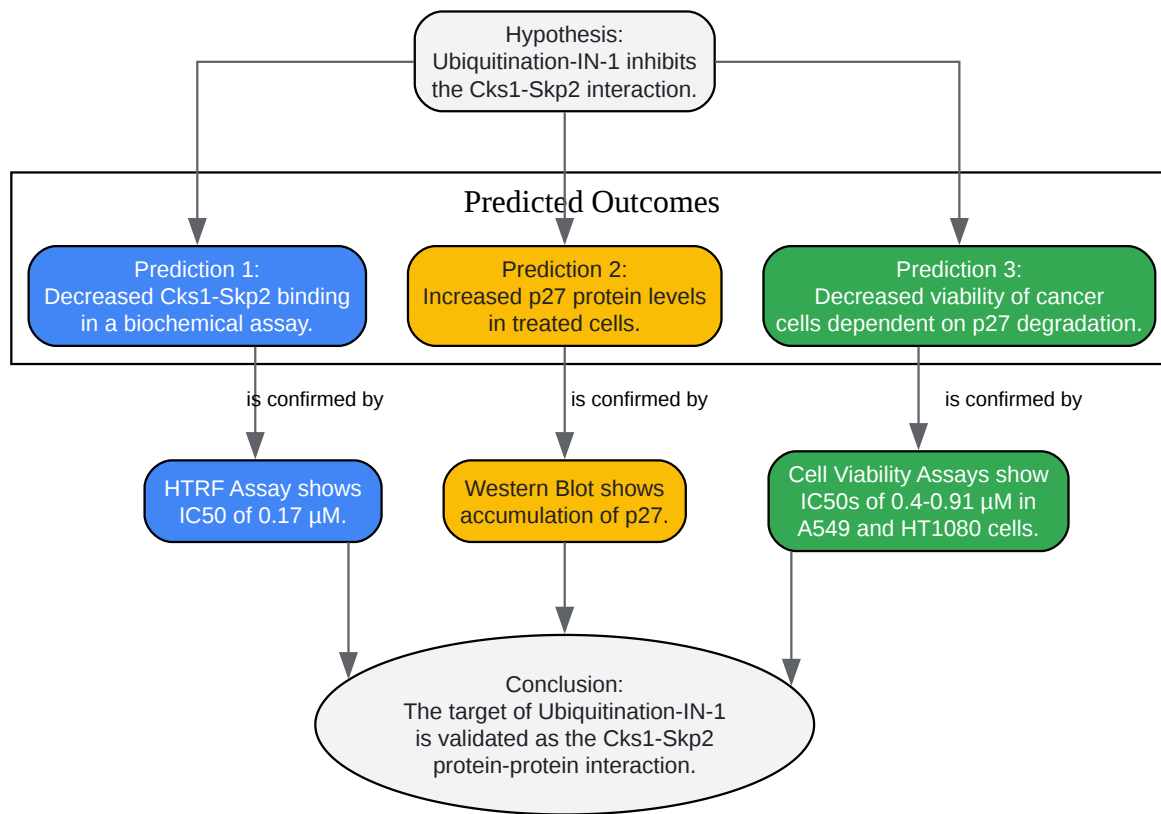 Hypothesis:
Ubiquitination-IN-1 inhibits
the Cks1-Skp2 interaction.
Predicted Outcomes
Prediction 1:
Decreased Cks1-Skp2 binding
in a biochemical assay.
Prediction 2:
Increased p27 protein levels
in treated cells.
Prediction 3:
Decreased viability of cancer
cells dependent on p27 degradation.
is confirmed by
is confirmed by
is confirmed by
HTRF Assay shows
IC50 of 0.17 µM.
Western Blot shows
accumulation of p27.
Cell Viability Assays show
IC50s of 0.4-0.91 µM in
A549 and HT1080 cells.
Conclusion:
The target of Ubiquitination-IN-1
is validated as the Cks1-Skp2
protein-protein interaction.